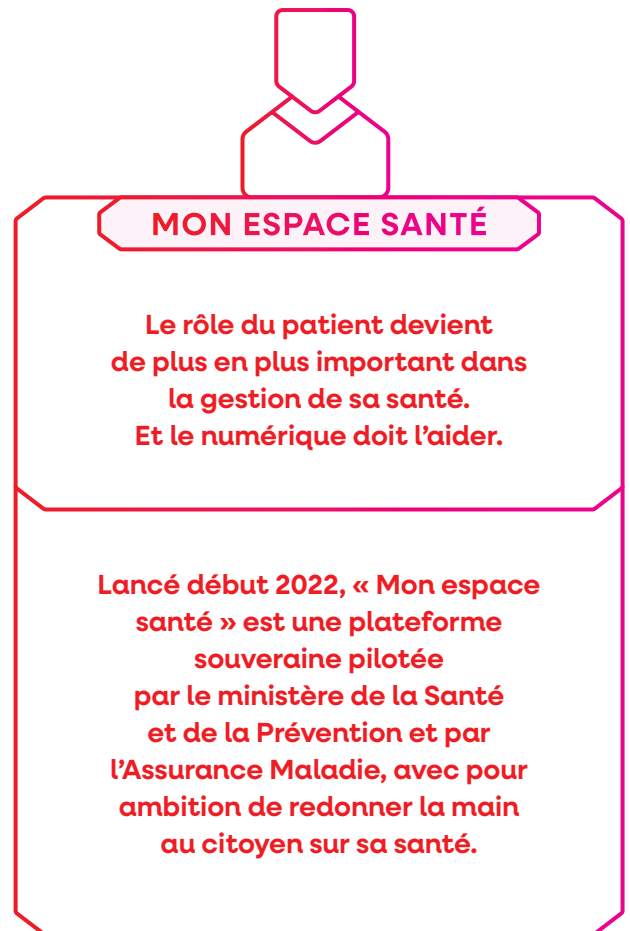 MON ESPACE SANTÉ
Le rôle du patient devient
de plus en plus important dans
la gestion de sa santé.
Et le numérique doit l’aider.
Lancé début 2022, « Mon espace
santé » est une plateforme
souveraine pilotée
par le ministère de la Santé
et de la Prévention et par
l’Assurance Maladie, avec pour
ambition de redonner la main
au citoyen sur sa santé.